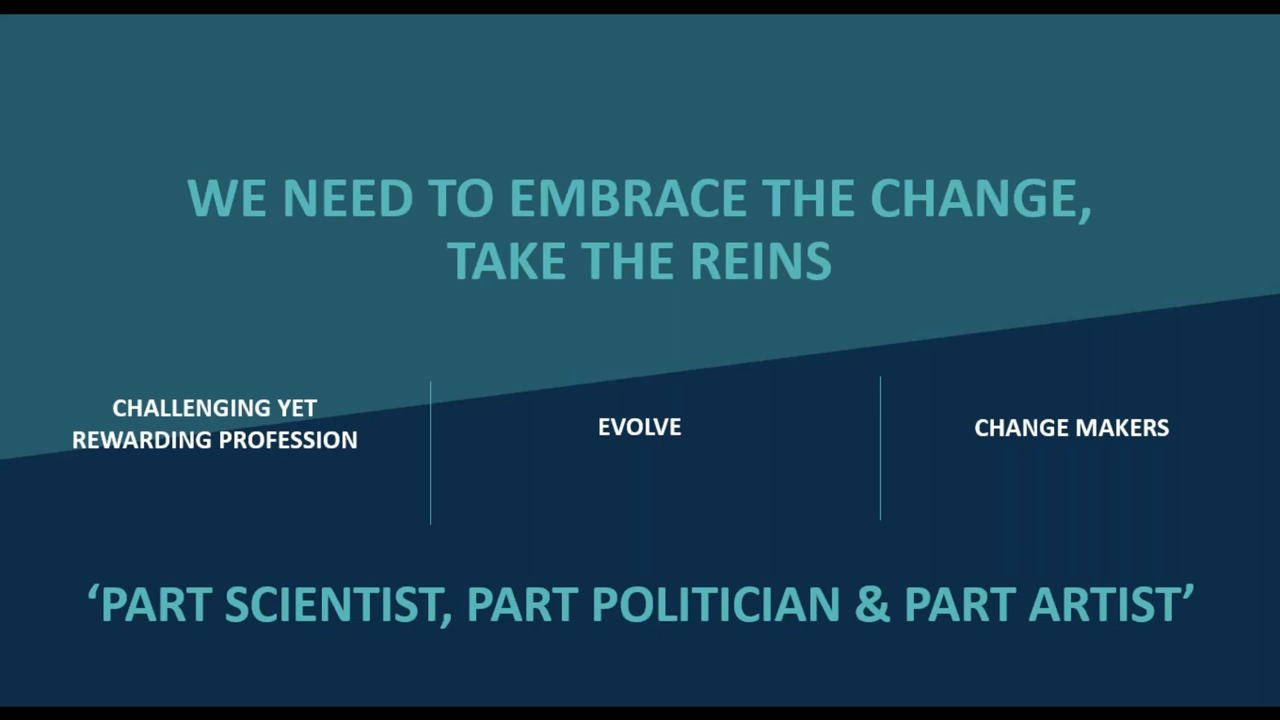 WE NEED TO EMBRACE THE CHANGE,
TAKE THE REINS
CHALLENGING YET
REWARDING PROFESSION
EVOLVE
CHANGE MAKERS
‘PART SCIENTIST, PART POLITICIAN & PART ARTIST’